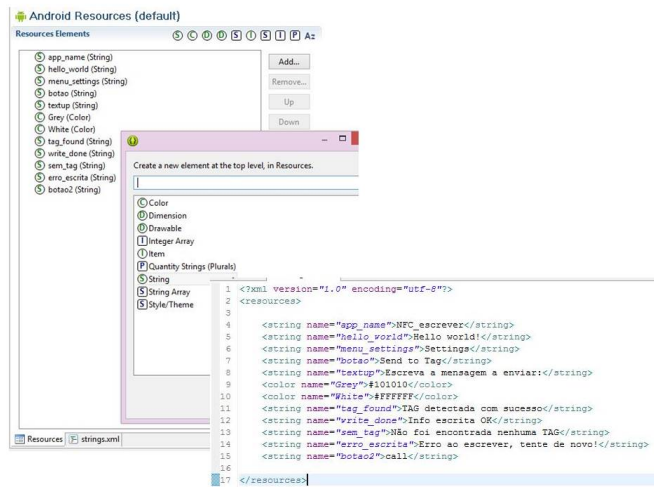 Android Resources (default)
Resources Elements
S C D D S I S I P Az
S app_name (String)
S hello_world (String)
S menu_settings (String)
S botao (String)
S textup (String)
C Grey (Color)
C White (Color)
S tag_found (String)
S write_done (String)
S sem_tag (String)
S erro_escrita (String)
S botao2 (String)
Add...
Remove...
Up
Down
Create a new element at the top level, in Resources.
C Color
D Dimension
D Drawable
I Integer Array
I Item
P Quantity Strings (Plurals)
S String
S String Array
S Style/Theme
Resources strings.xml
1 <?xml version="1.0" encoding="utf-8"?>
2 <resources>
3
4 <string name="app_name">NFC_escrever</string>
5 <string name="hello_world">Hello world!</string>
6 <string name="menu_settings">Settings</string>
7 <string name="botao">Send to Tag</string>
8 <string name="textup">Escreva a mensagem a enviar:</string>
9 <color name="Grey">#101010</color>
10 <color name="White">#FFFFFF</color>
11 <string name="tag_found">TAG detectada com sucesso</string>
12 <string name="write_done">Info escrita OK</string>
13 <string name="sem_tag">Não foi encontrada nenhuma TAG</string>
14 <string name="erro_escrita">Erro ao escrever, tente de novo!</string>
15 <string name="botao2">call</string>
16
17 </resources>